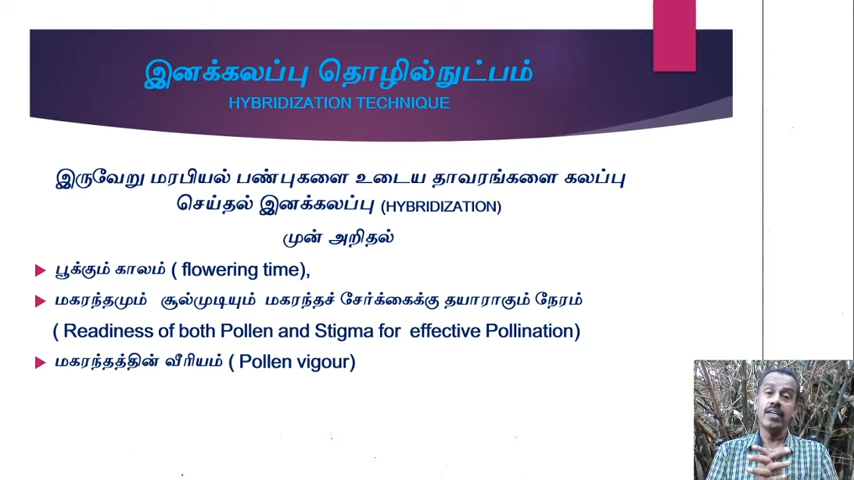 இனக்கலப்பு தொழில்நுட்பம்
HYBRIDIZATION TECHNIQUE
இருவேறு மரபியல் பண்புகளை உடைய தாவரங்களை கலப்பு
செய்தல் இனக்கலப்பு (HYBRIDIZATION)
முன் அறிதல்
பூக்கும் காலம் ( flowering time),
மகரந்தமும் சூல்முடியும் மகரந்தச் சேர்க்கைக்கு தயாராகும் நேரம்
( Readiness of both Pollen and Stigma for effective Pollination)
மகரந்தத்தின் வீரியம் ( Pollen vigour)